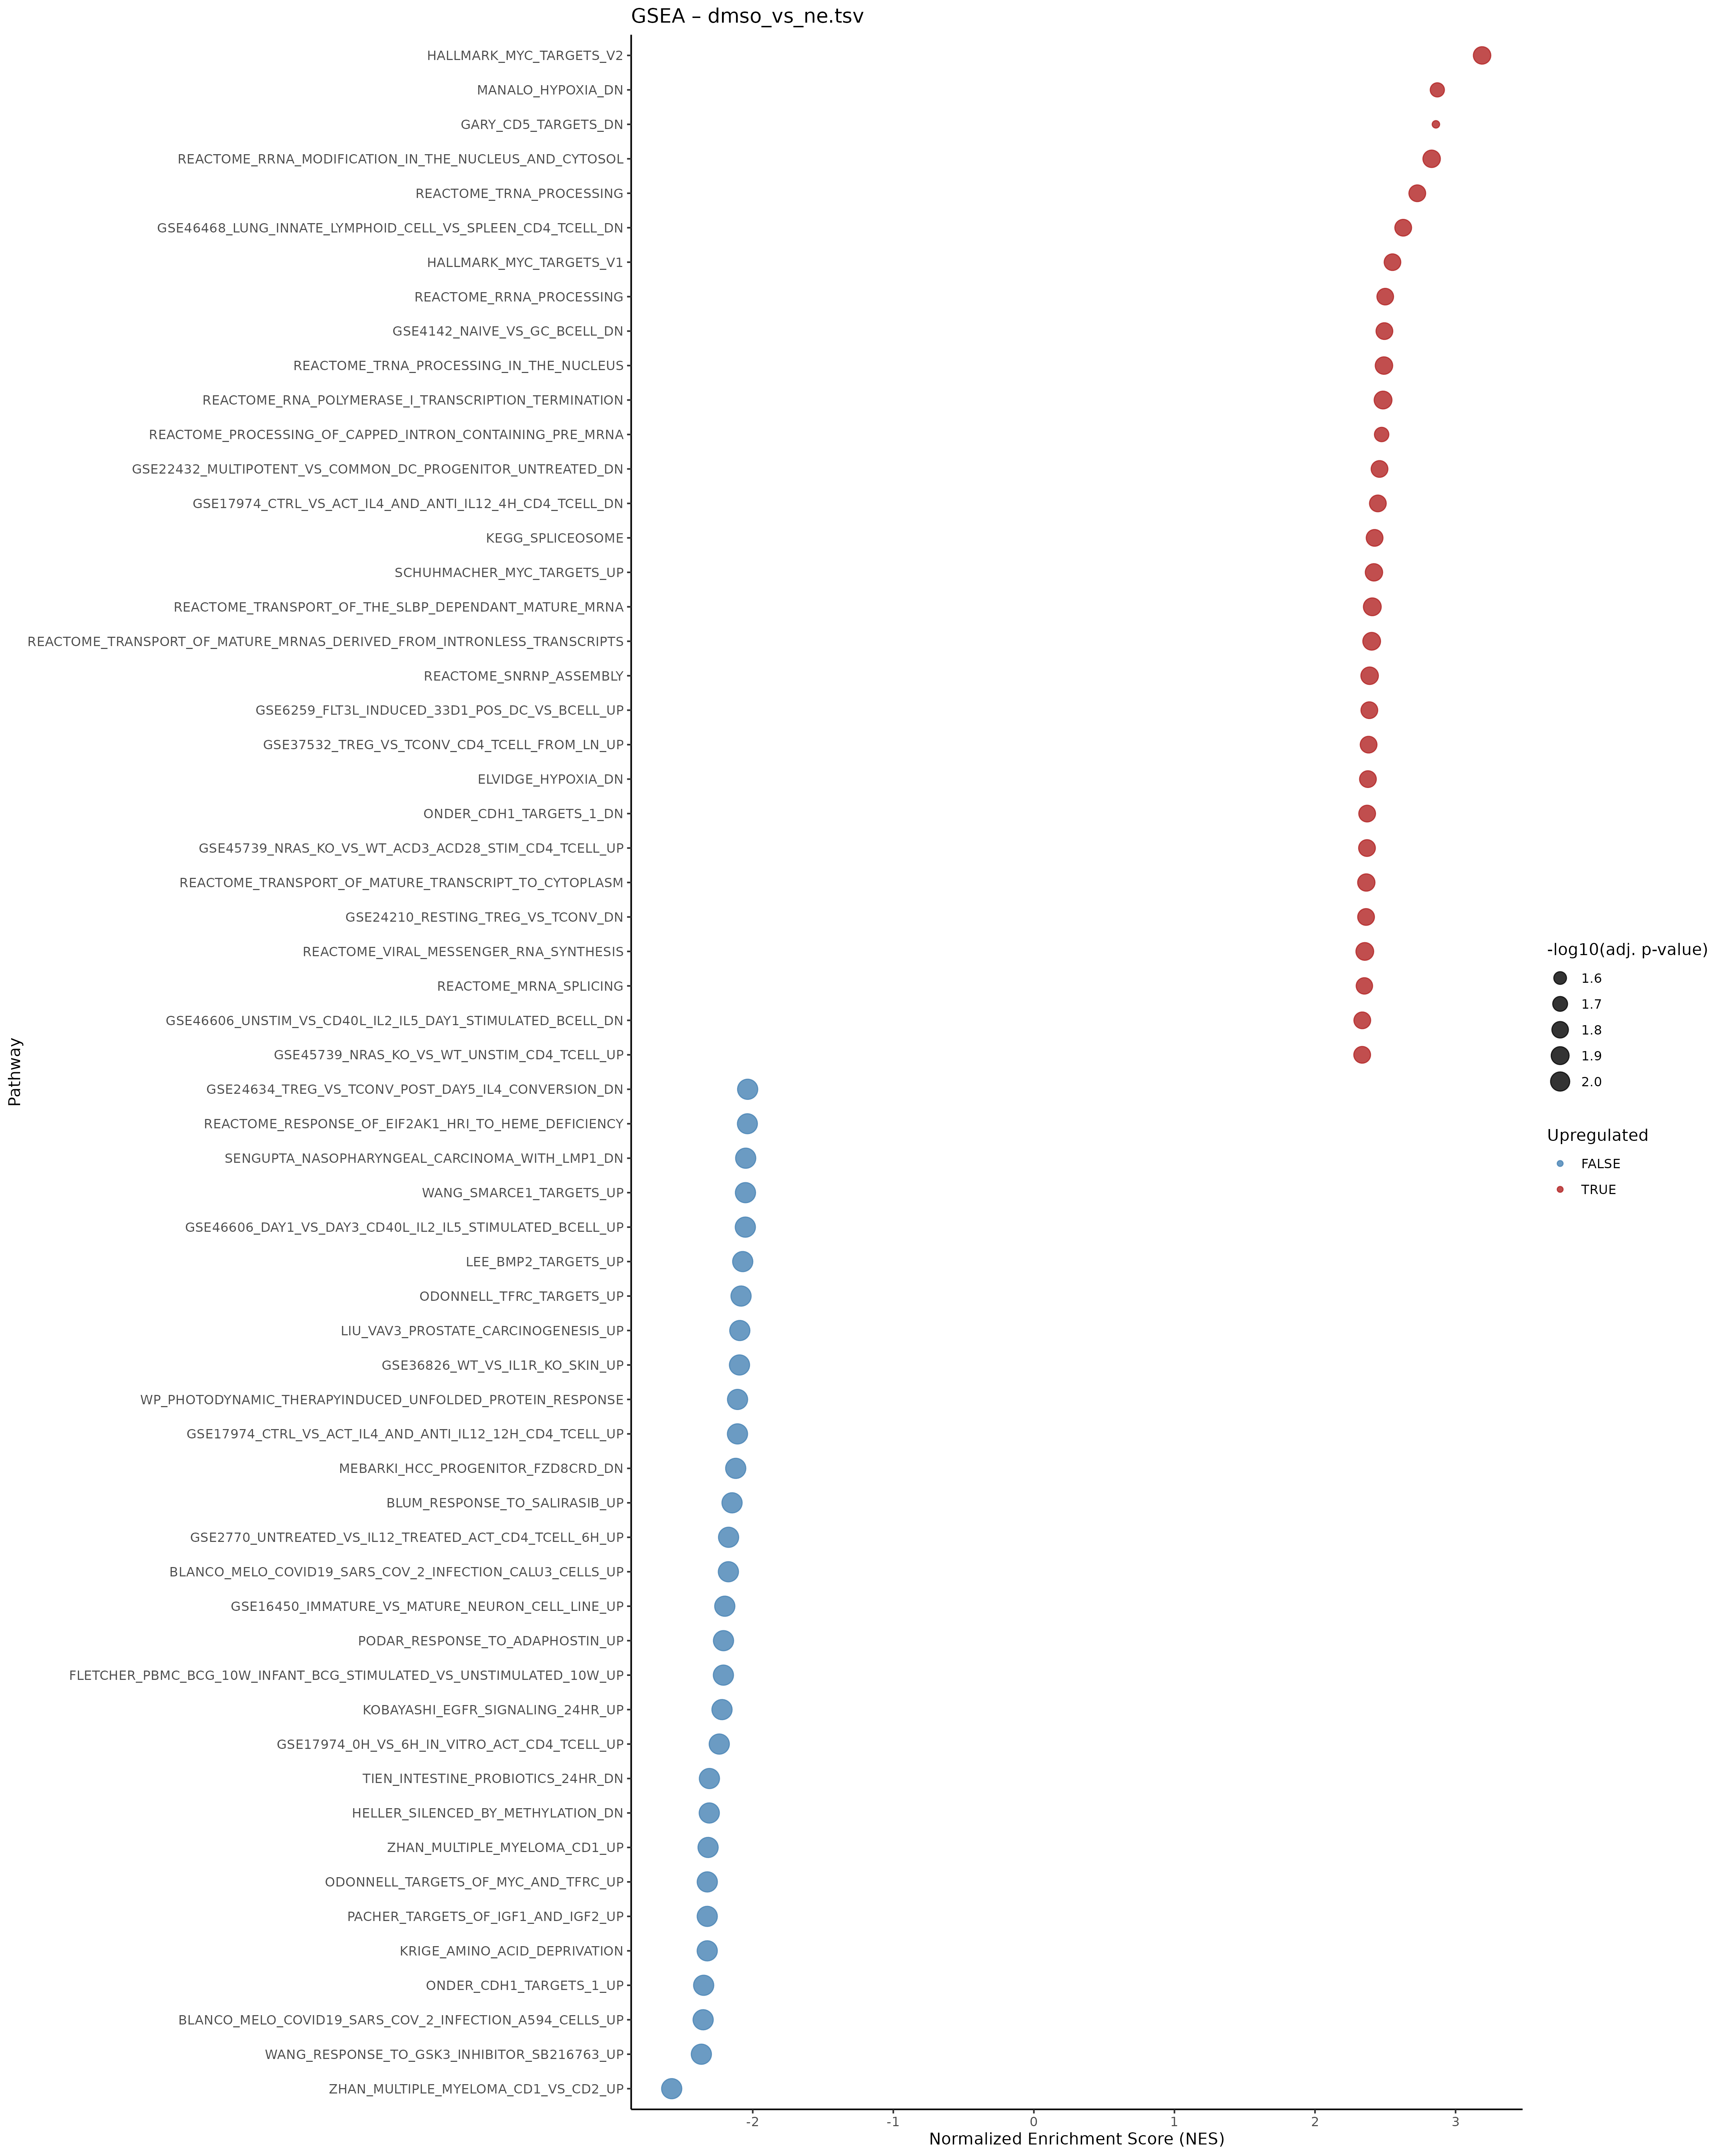 GSEA – dmso_vs_ne.tsv
HALLMARK_MYC_TARGETS_V2
MANALO_HYPOXIA_DN
GARY_CD5_TARGETS_DN
REACTOME_RRNA_MODIFICATION_IN_THE_NUCLEUS_AND_CYTOSOL
REACTOME_TRNA_PROCESSING
GSE46468_LUNG_INNATE_LYMPHOID_CELL_VS_SPLEEN_CD4_TCELL_DN
HALLMARK_MYC_TARGETS_V1
REACTOME_RRNA_PROCESSING
GSE4142_NAIVE_VS_GC_BCELL_DN
REACTOME_TRNA_PROCESSING_IN_THE_NUCLEUS
REACTOME_RNA_POLYMERASE_I_TRANSCRIPTION_TERMINATION
REACTOME_PROCESSING_OF_CAPPED_INTRON_CONTAINING_PRE_MRNA
GSE22432_MULTIPOTENT_VS_COMMON_DC_PROGENITOR_UNTREATED_DN
GSE17974_CTRL_VS_ACT_IL4_AND_ANTI_IL12_4H_CD4_TCELL_DN
KEGG_SPLICEOSOME
SCHUHMACHER_MYC_TARGETS_UP
REACTOME_TRANSPORT_OF_THE_SLBP_DEPENDANT_MATURE_MRNA
REACTOME_TRANSPORT_OF_MATURE_MRNAS_DERIVED_FROM_INTRONLESS_TRANSCRIPTS
REACTOME_SNRNP_ASSEMBLY
GSE6259_FLT3L_INDUCED_33D1_POS_DC_VS_BCELL_UP
GSE37532_TREG_VS_TCONV_CD4_TCELL_FROM_LN_UP
ELVIDGE_HYPOXIA_DN
ONDER_CDH1_TARGETS_1_DN
GSE45739_NRAS_KO_VS_WT_ACD3_ACD28_STIM_CD4_TCELL_UP
REACTOME_TRANSPORT_OF_MATURE_TRANSCRIPT_TO_CYTOPLASM
GSE24210_RESTING_TREG_VS_TCONV_DN
REACTOME_VIRAL_MESSENGER_RNA_SYNTHESIS
REACTOME_MRNA_SPLICING
GSE46606_UNSTIM_VS_CD40L_IL2_IL5_DAY1_STIMULATED_BCELL_DN
GSE45739_NRAS_KO_VS_WT_UNSTIM_CD4_TCELL_UP
GSE24634_TREG_VS_TCONV_POST_DAY5_IL4_CONVERSION_DN
REACTOME_RESPONSE_OF_EIF2AK1_HRI_TO_HEME_DEFICIENCY
SENGUPTA_NASOPHARYNGEAL_CARCINOMA_WITH_LMP1_DN
WANG_SMARCE1_TARGETS_UP
GSE46606_DAY1_VS_DAY3_CD40L_IL2_IL5_STIMULATED_BCELL_UP
LEE_BMP2_TARGETS_UP
ODONNELL_TFRC_TARGETS_UP
LIU_VAV3_PROSTATE_CARCINOGENESIS_UP
GSE36826_WT_VS_IL1R_KO_SKIN_UP
WP_PHOTODYNAMIC_THERAPYINDUCED_UNFOLDED_PROTEIN_RESPONSE
GSE17974_CTRL_VS_ACT_IL4_AND_ANTI_IL12_12H_CD4_TCELL_UP
MEBARKI_HCC_PROGENITOR_FZD8CRD_DN
BLUM_RESPONSE_TO_SALIRASIB_UP
GSE2770_UNTREATED_VS_IL12_TREATED_ACT_CD4_TCELL_6H_UP
BLANCO_MELO_COVID19_SARS_COV_2_INFECTION_CALU3_CELLS_UP
GSE16450_IMMATURE_VS_MATURE_NEURON_CELL_LINE_UP
PODAR_RESPONSE_TO_ADAPHOSTIN_UP
FLETCHER_PBMC_BCG_10W_INFANT_BCG_STIMULATED_VS_UNSTIMULATED_10W_UP
KOBAYASHI_EGFR_SIGNALING_24HR_UP
GSE17974_0H_VS_6H_IN_VITRO_ACT_CD4_TCELL_UP
TIEN_INTESTINE_PROBIOTICS_24HR_DN
HELLER_SILENCED_BY_METHYLATION_DN
ZHAN_MULTIPLE_MYELOMA_CD1_UP
ODONNELL_TARGETS_OF_MYC_AND_TFRC_UP
PACHER_TARGETS_OF_IGF1_AND_IGF2_UP
KRIGE_AMINO_ACID_DEPRIVATION
ONDER_CDH1_TARGETS_1_UP
BLANCO_MELO_COVID19_SARS_COV_2_INFECTION_A594_CELLS_UP
WANG_RESPONSE_TO_GSK3_INHIBITOR_SB216763_UP
ZHAN_MULTIPLE_MYELOMA_CD1_VS_CD2_UP
Pathway
-2 -1 0 1 2 3
Normalized Enrichment Score (NES)
-log10(adj. p-value)
1.6
1.7
1.8
1.9
2.0
Upregulated
FALSE
TRUE